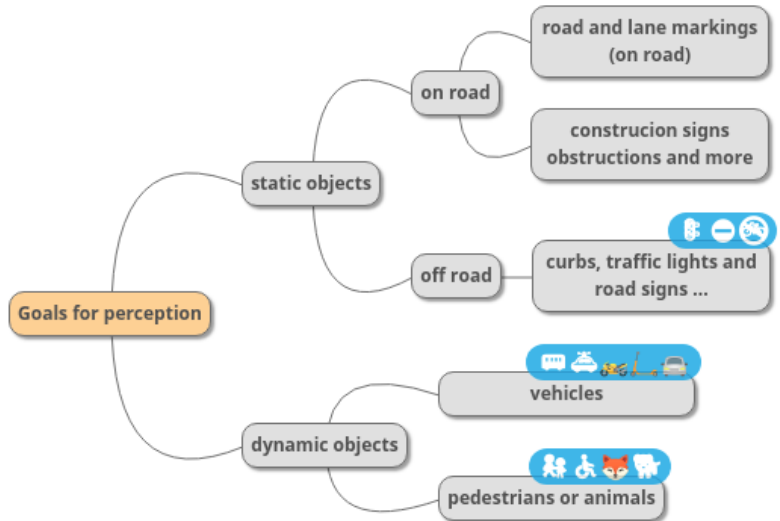 road and lane markings
(on road)
on road
construcion signs
obstructions and more
static objects
off road
curbs, traffic lights and
road signs ...
Goals for perception
vehicles
dynamic objects
pedestrians or animals